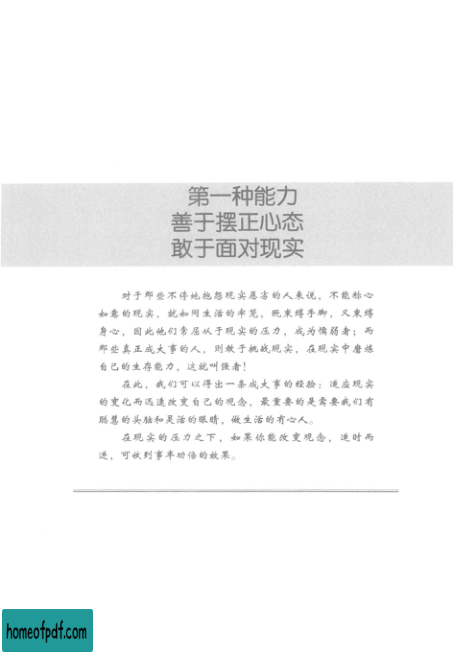 第一种能力
善于摆正心态
敢于面对现实
对于那些不停地抱怨现实恶劣的人来说，不能称心
如意的现实，就如同生活的牢笼，既束缚手脚，又束缚
身心，因此他们常屈从于现实的压力，成为懦弱者；而
那些真正成大事的人，则敢于挑战现实，在现实中磨炼
自己的生存能力，这就叫强者！
在此，我们可以得出一条成大事的经验：适应现实
的变化而迅速改变自己的观念，最重要的是需要我们有
聪慧的头脑和灵活的眼睛，做生活的有心人。
在现实的压力之下，如果你能改变观念，适时而
进，可收到事半功倍的效果。
homeofpdf.com